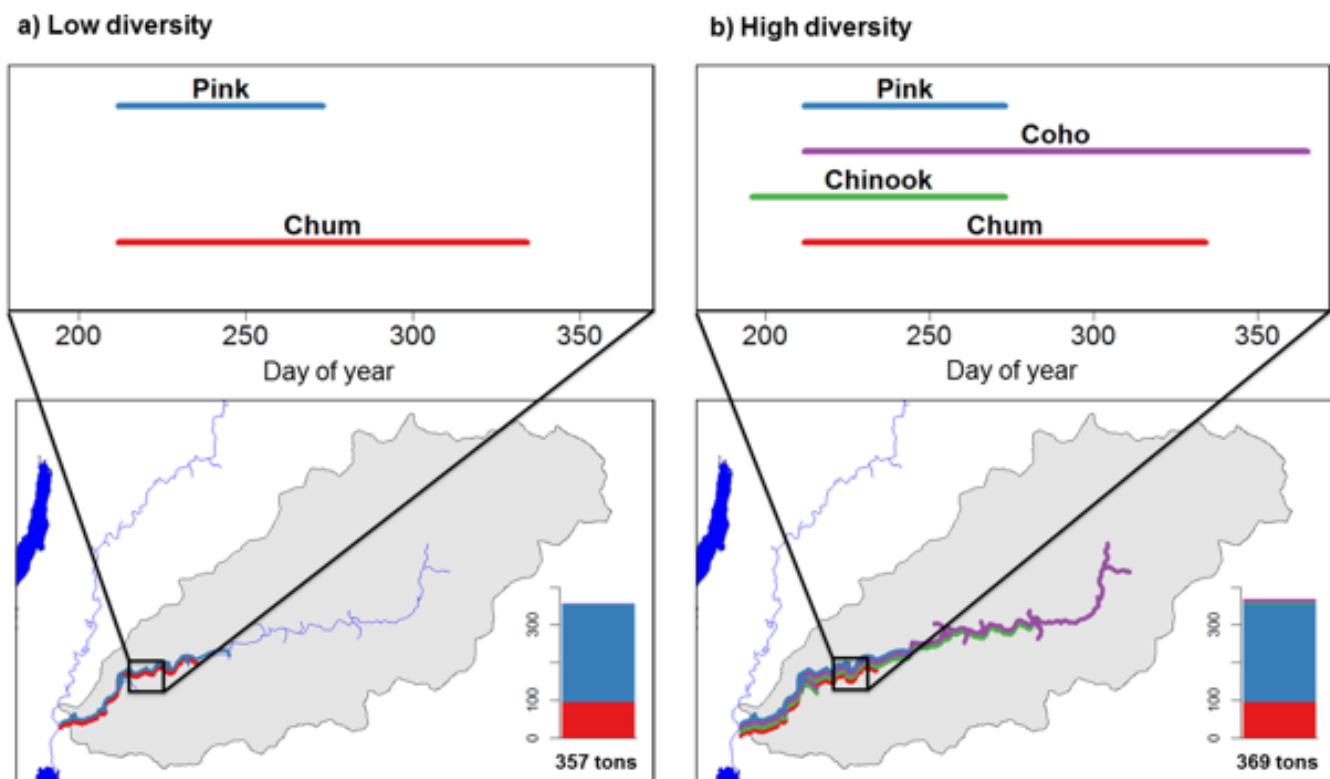 a) Low diversity
Pink
Chum
200 250 300 350
Day of year
0 100 300
357 tons
b) High diversity
Pink
Coho
Chinook
Chum
200 250 300 350
Day of year
0 100 300
369 tons